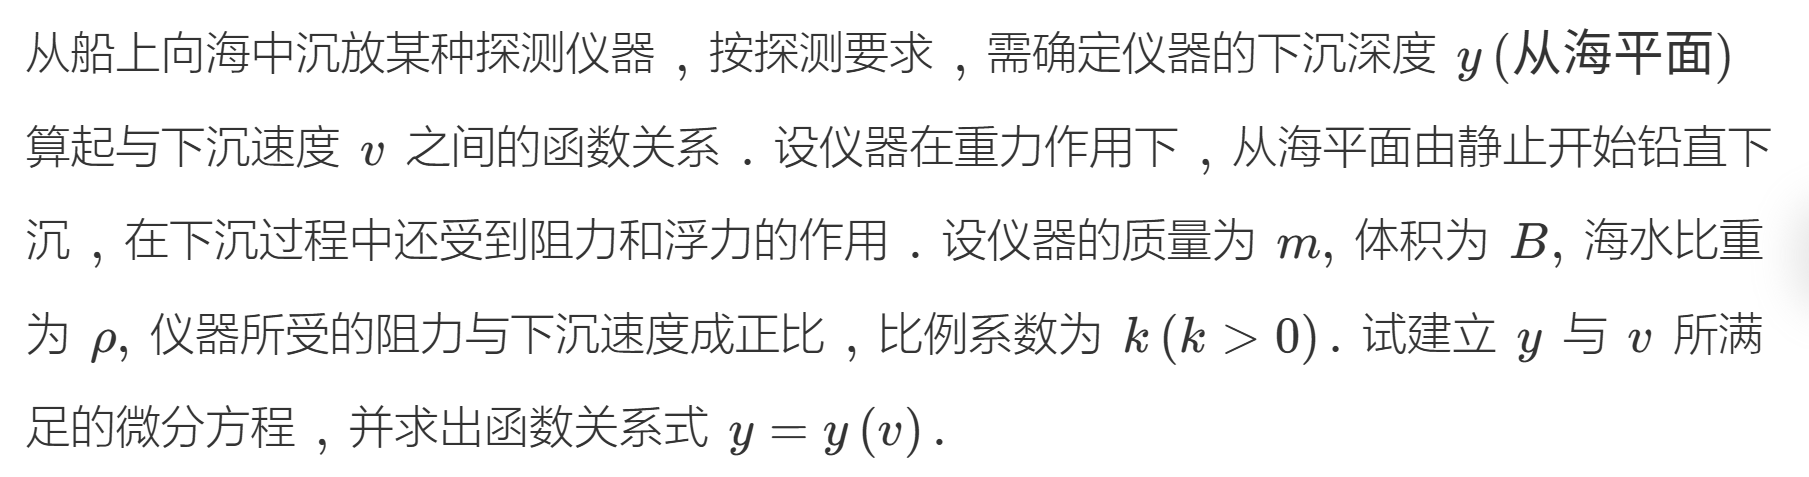 从船上向海中沉放某种探测仪器，按探测要求，需确定仪器的下沉深度 y (从海平面)
算起与下沉速度 v 之间的函数关系．设仪器在重力作用下，从海平面由静止开始铅直下
沉，在下沉过程中还受到阻力和浮力的作用．设仪器的质量为 m, 体积为 B, 海水比重
为 ρ, 仪器所受的阻力与下沉速度成正比，比例系数为 k (k > 0)．试建立 y 与 v 所满
足的微分方程，并求出函数关系式 y = y (v)．